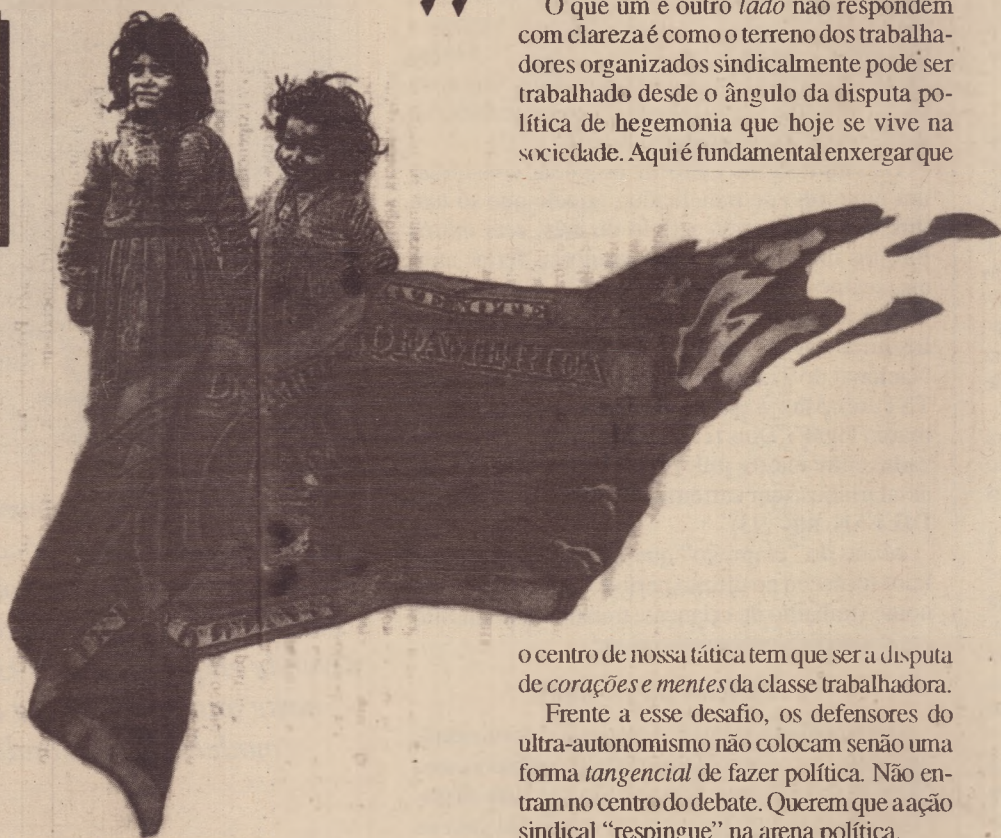 O que um e outro lado não respondem
com clareza é como o terreno dos trabalha-
dores organizados sindicalmente pode ser
trabalhado desde o ângulo da disputa po-
lítica de hegemonia que hoje se vive na
sociedade. Aqui é fundamental enxergar que
OFAMERICA
o centro de nossa tática tem que ser a disputa
de corações e mentes da classe trabalhadora.
Frente a esse desafio, os defensores do
ultra-autonomismo não colocam senão uma
forma tangencial de fazer política. Não en-
tram no centro do debate. Querem que a ação
sindical “respingue” na arena política